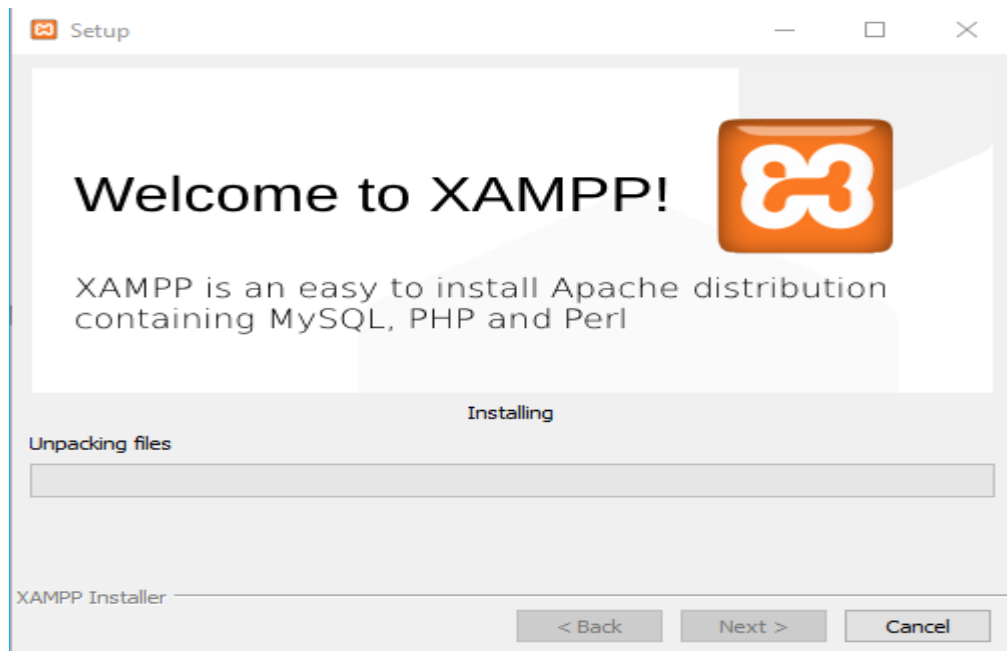 Setup
Welcome to XAMPP!
XAMPP is an easy to install Apache distribution
containing MySQL, PHP and Perl
Installing
Unpacking files
XAMPP Installer
< Back
Next >
Cancel